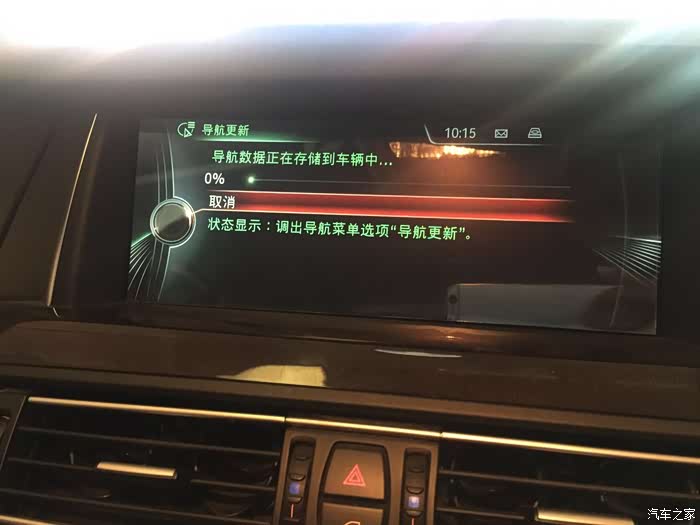 导航更新
10:15
导航数据正在存储到车辆中...
0%
取消
状态显示：调出导航菜单选项“导航更新”。
汽车之家